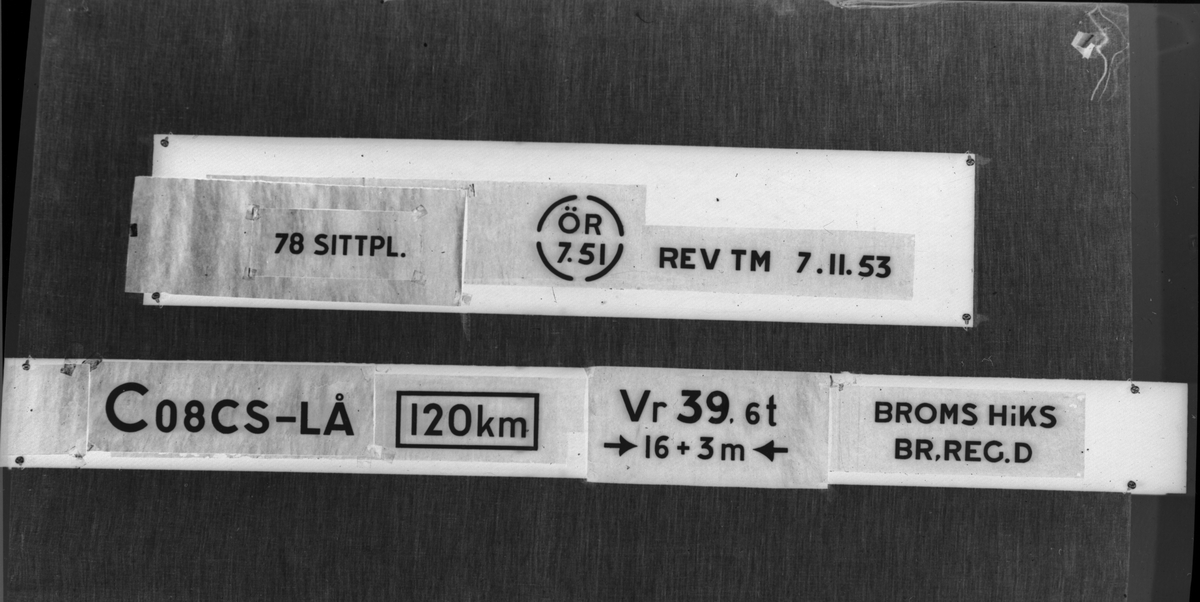 78 SITTPL.
ÖR
7.51
REV TM 7.11.53
C08CS-LÅ
120km
Vr 39.6t
→16+3m←
BROMS HiKS
BR,REG.D